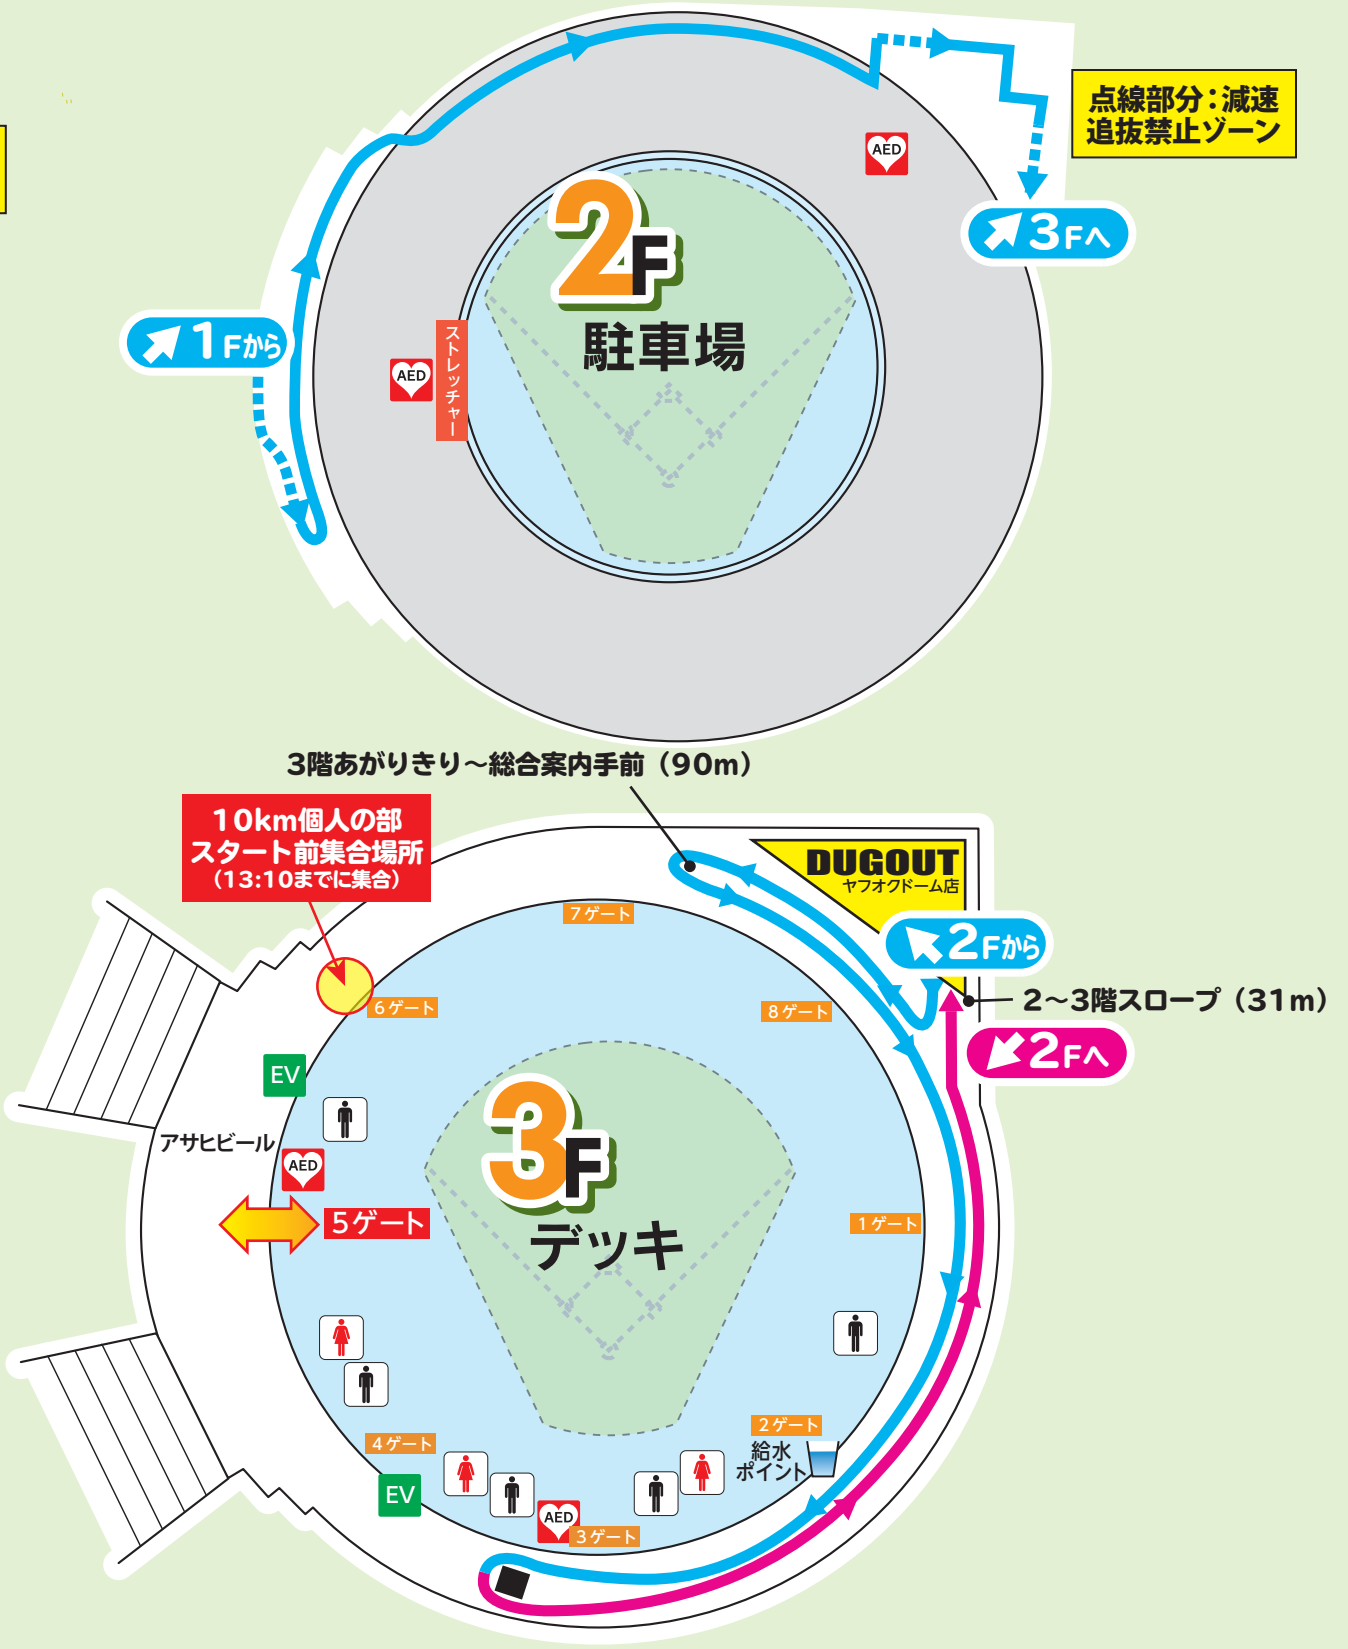 点線部分：減速
追抜禁止ゾーン
AED
2F
駐車場
3Fへ
1Fから
AED
ストレッチャー
3階あがりきり～総合案内手前（90m）
10km個人の部
スタート前集合場所
（13:10までに集合）
DUGOUT
ヤフオクドーム店
7ゲート
2Fから
6ゲート
8ゲート
2～3階スロープ（31m）
2Fへ
EV
アサヒビール
AED
3F
デッキ
5ゲート
1ゲート
2ゲート
給水
ポイント
4ゲート
EV
AED
3ゲート